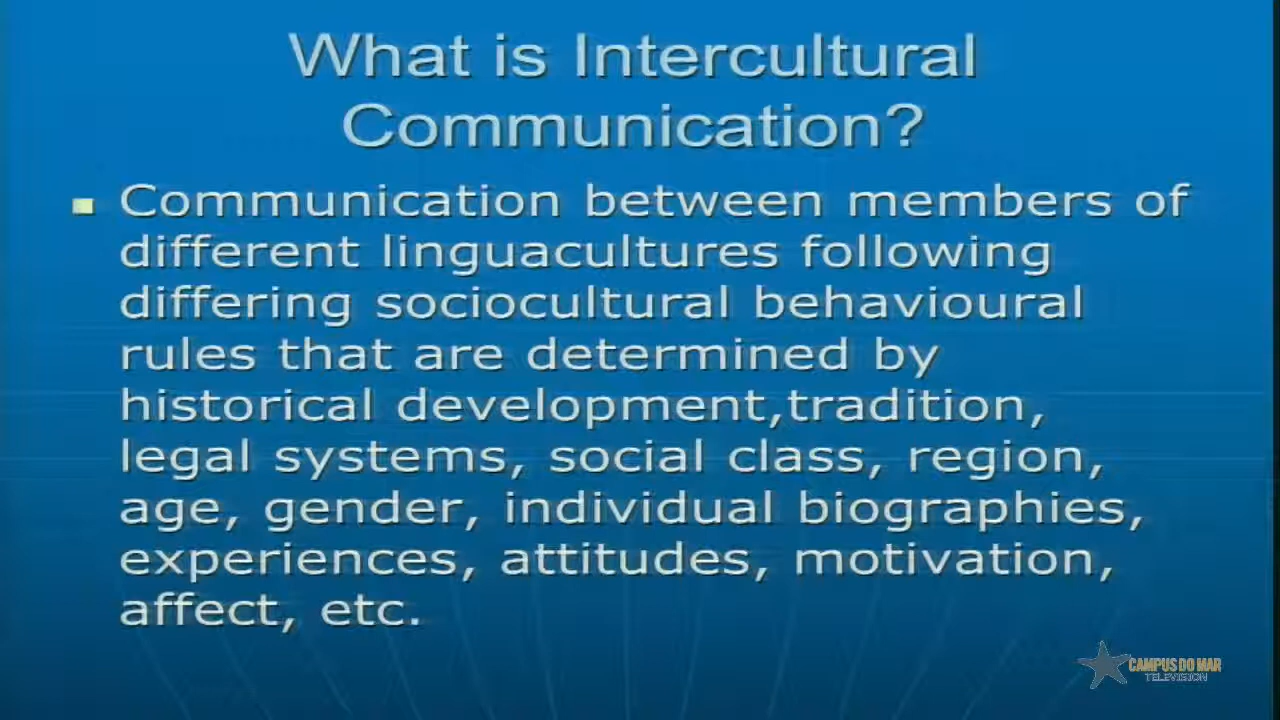 What is Intercultural
Communication?
Communication between members of
different linguacultures following
differing sociocultural behavioural
rules that are determined by
historical development,tradition,
legal systems, social class, region,
age, gender, individual biographies,
experiences, attitudes, motivation,
affect, etc.
CAMPUS DO MAR
TELEVISION